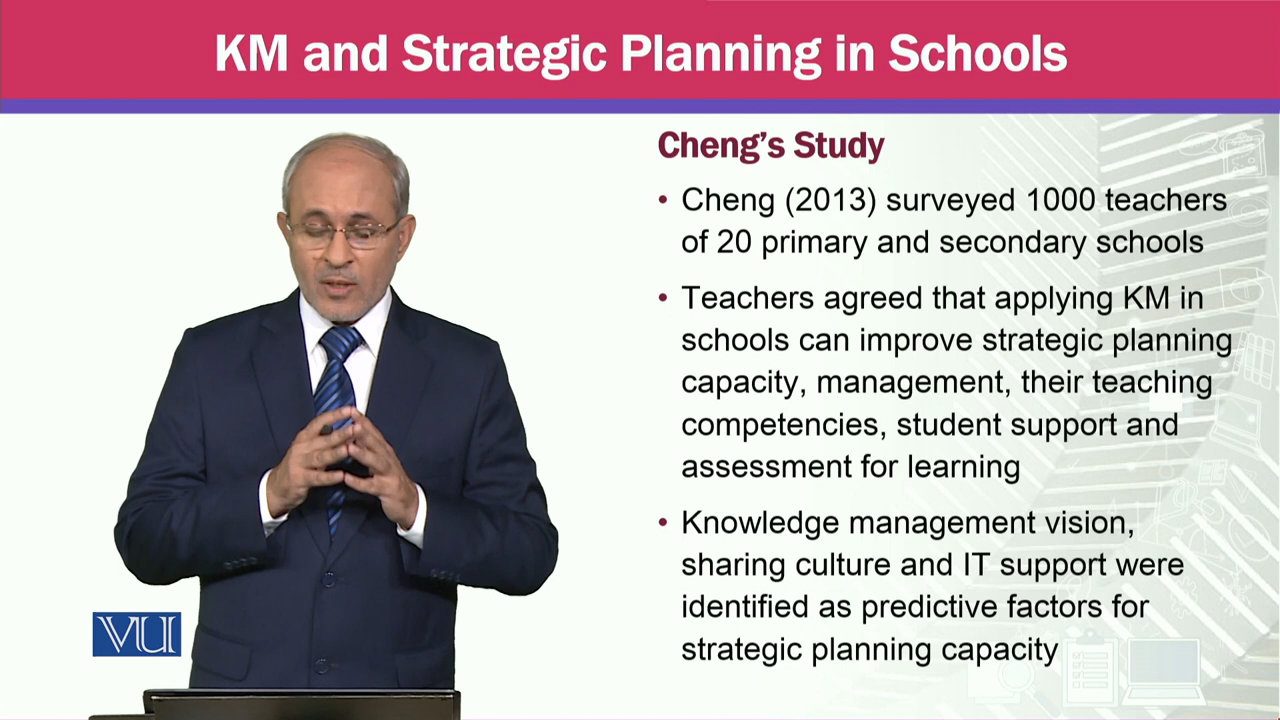 KM and Strategic Planning in Schools
Cheng’s Study
• Cheng (2013) surveyed 1000 teachers
of 20 primary and secondary schools
• Teachers agreed that applying KM in
schools can improve strategic planning
capacity, management, their teaching
competencies, student support and
assessment for learning
• Knowledge management vision,
sharing culture and IT support were
identified as predictive factors for
strategic planning capacity
VU